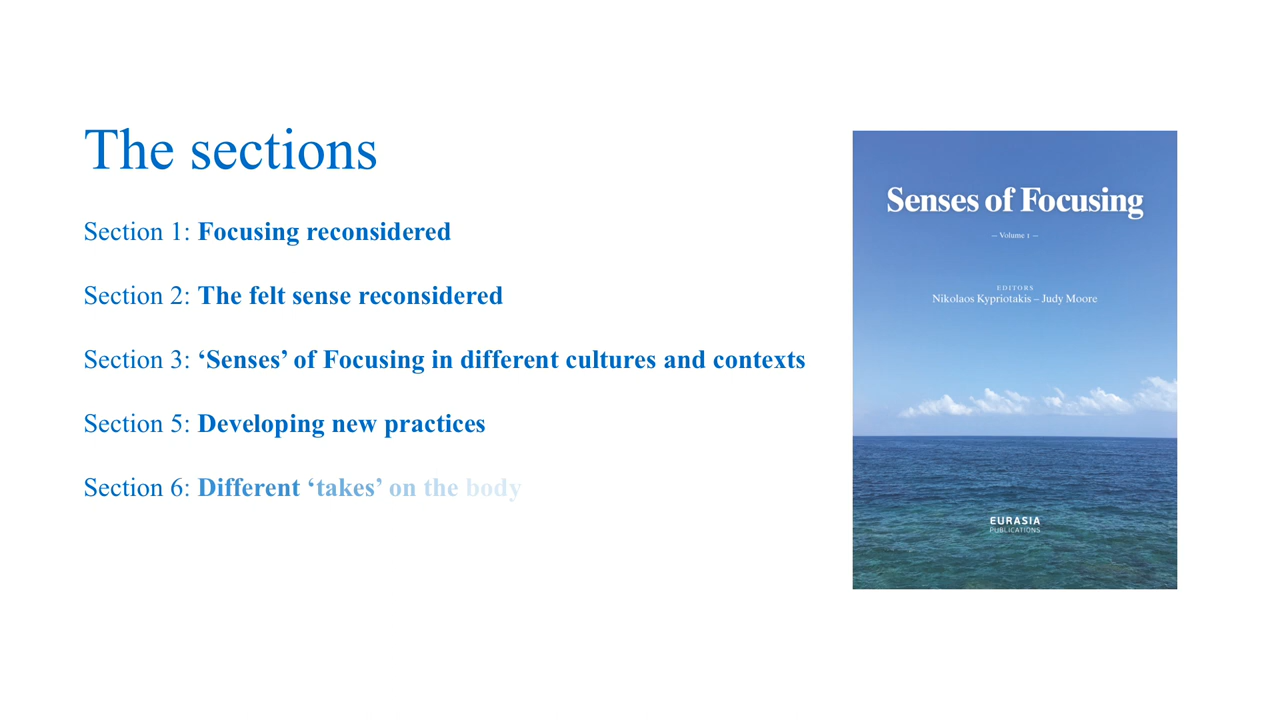 The sections
Section 1: Focusing reconsidered
Section 2: The felt sense reconsidered
Section 3: ‘Senses’ of Focusing in different cultures and contexts
Section 5: Developing new practices
Section 6: Different ‘takes’ on the body
Senses of Focusing
– Volume 1 –
EDITORS
Nikolaos Kypriotakis – Judy Moore
EURASIA
PUBLICATIONS